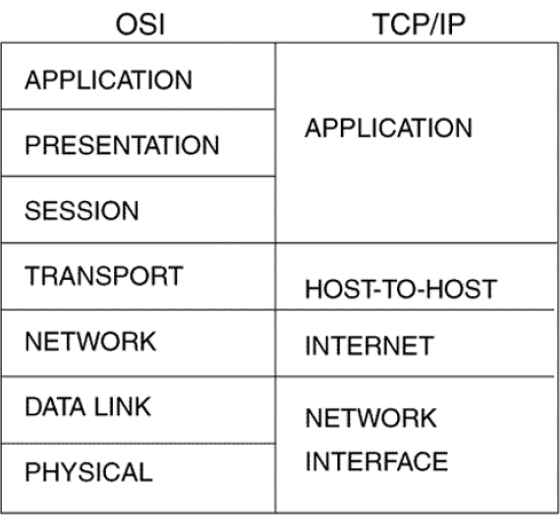 OSI TCP/IP
APPLICATION
PRESENTATION
SESSION
TRANSPORT
NETWORK
DATA LINK
PHYSICAL
APPLICATION
HOST-TO-HOST
INTERNET
NETWORK
INTERFACE